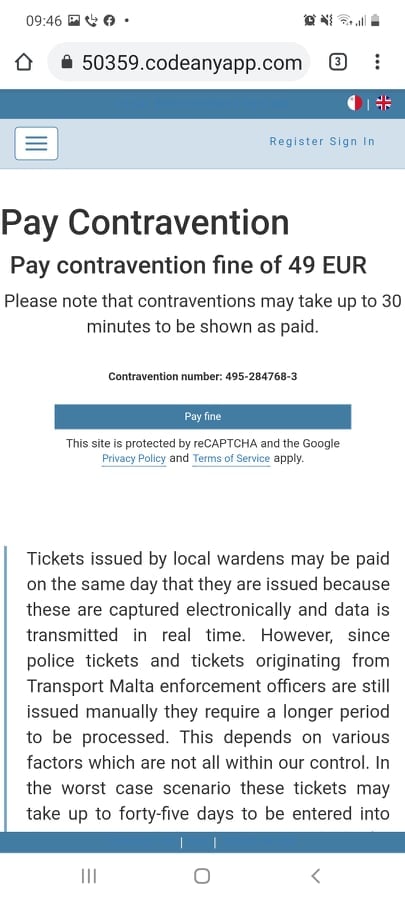 09:46
50359.codeanyapp.com
3
Register Sign In
Pay Contravention
Pay contravention fine of 49 EUR
Please note that contraventions may take up to 30
minutes to be shown as paid.
Contravention number: 495-284768-3
Pay fine
This site is protected by reCAPTCHA and the Google
Privacy Policy and Terms of Service apply.
Tickets issued by local wardens may be paid
on the same day that they are issued because
these are captured electronically and data is
transmitted in real time. However, since
police tickets and tickets originating from
Transport Malta enforcement officers are still
issued manually they require a longer period
to be processed. This depends on various
factors which are not all within our control. In
the worst case scenario these tickets may
take up to forty-five days to be entered into